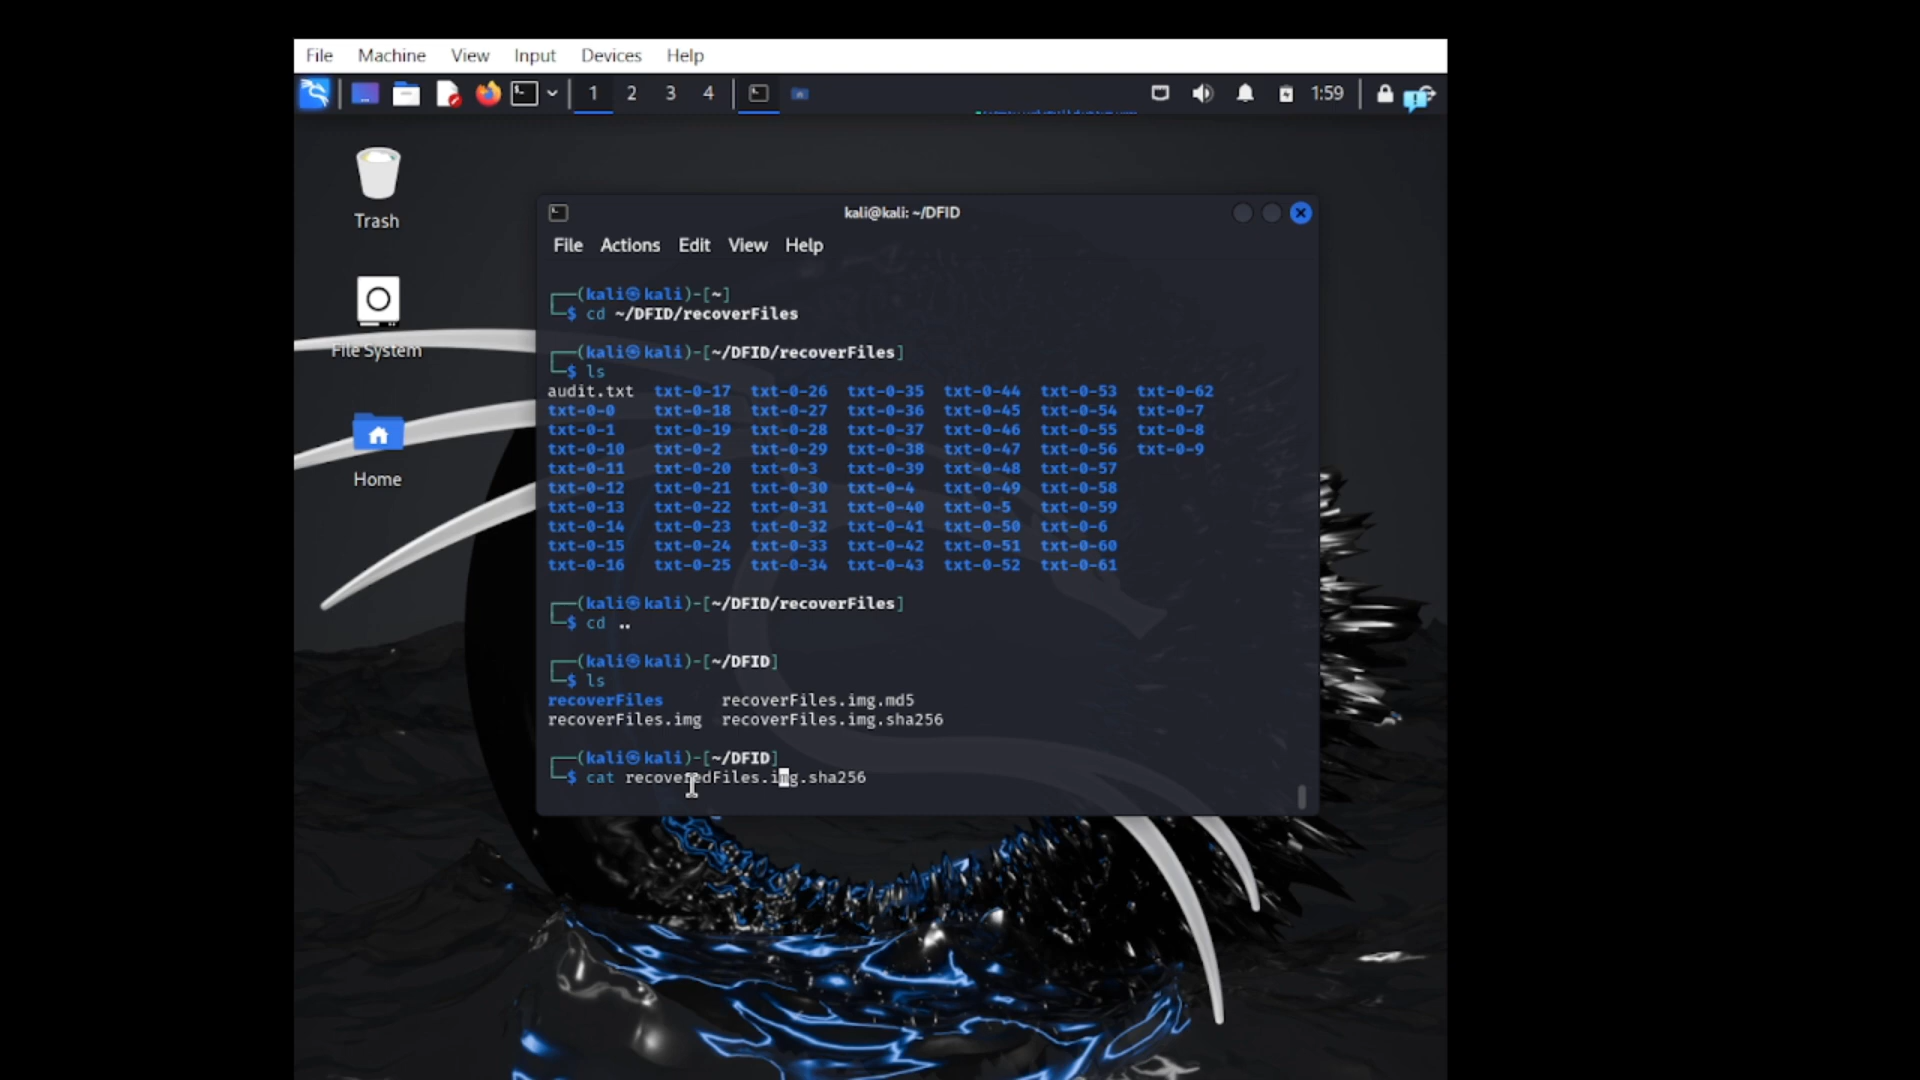 File Machine View Input Devices Help
1 2 3 4 1:59
Trash
File System
Home
kali@kali: ~/DFID
File Actions Edit View Help
┌──(kali㉿kali)-[~]
└─$ cd ~/DFID/recoverFiles
┌──(kali㉿kali)-[~/DFID/recoverFiles]
└─$ ls
audit.txt txt-0-17 txt-0-26 txt-0-35 txt-0-44 txt-0-53 txt-0-62
txt-0-0 txt-0-18 txt-0-27 txt-0-36 txt-0-45 txt-0-54 txt-0-7
txt-0-1 txt-0-19 txt-0-28 txt-0-37 txt-0-46 txt-0-55 txt-0-8
txt-0-10 txt-0-2 txt-0-29 txt-0-38 txt-0-47 txt-0-56 txt-0-9
txt-0-11 txt-0-20 txt-0-3 txt-0-39 txt-0-48 txt-0-57
txt-0-12 txt-0-21 txt-0-30 txt-0-4 txt-0-49 txt-0-58
txt-0-13 txt-0-22 txt-0-31 txt-0-40 txt-0-5 txt-0-59
txt-0-14 txt-0-23 txt-0-32 txt-0-41 txt-0-50 txt-0-6
txt-0-15 txt-0-24 txt-0-33 txt-0-42 txt-0-51 txt-0-60
txt-0-16 txt-0-25 txt-0-34 txt-0-43 txt-0-52 txt-0-61
┌──(kali㉿kali)-[~/DFID/recoverFiles]
└─$ cd ..
┌──(kali㉿kali)-[~/DFID]
└─$ ls
recoverFiles recoverFiles.img.md5
recoverFiles.img recoverFiles.img.sha256
┌──(kali㉿kali)-[~/DFID]
└─$ cat recoveredFiles.img.sha256